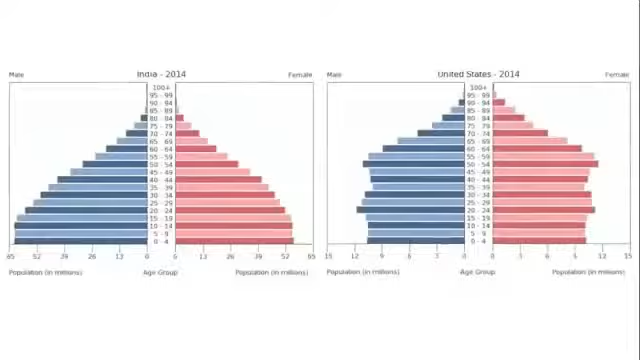 Male India - 2014 Female
100+
95 - 99
90 - 94
85 - 89
80 - 84
75 - 79
70 - 74
65 - 69
60 - 64
55 - 59
50 - 54
45 - 49
40 - 44
35 - 39
30 - 34
25 - 29
20 - 24
15 - 19
10 - 14
5 - 9
0 - 4
65 52 39 26 13 0 0 13 26 39 52 65
Population (in millions) Age Group Population (in millions)
Male United States - 2014 Female
100+
95 - 99
90 - 94
85 - 89
80 - 84
75 - 79
70 - 74
65 - 69
60 - 64
55 - 59
50 - 54
45 - 49
40 - 44
35 - 39
30 - 34
25 - 29
20 - 24
15 - 19
10 - 14
5 - 9
0 - 4
15 12 9 6 3 0 0 3 6 9 12 15
Population (in millions) Age Group Population (in millions)